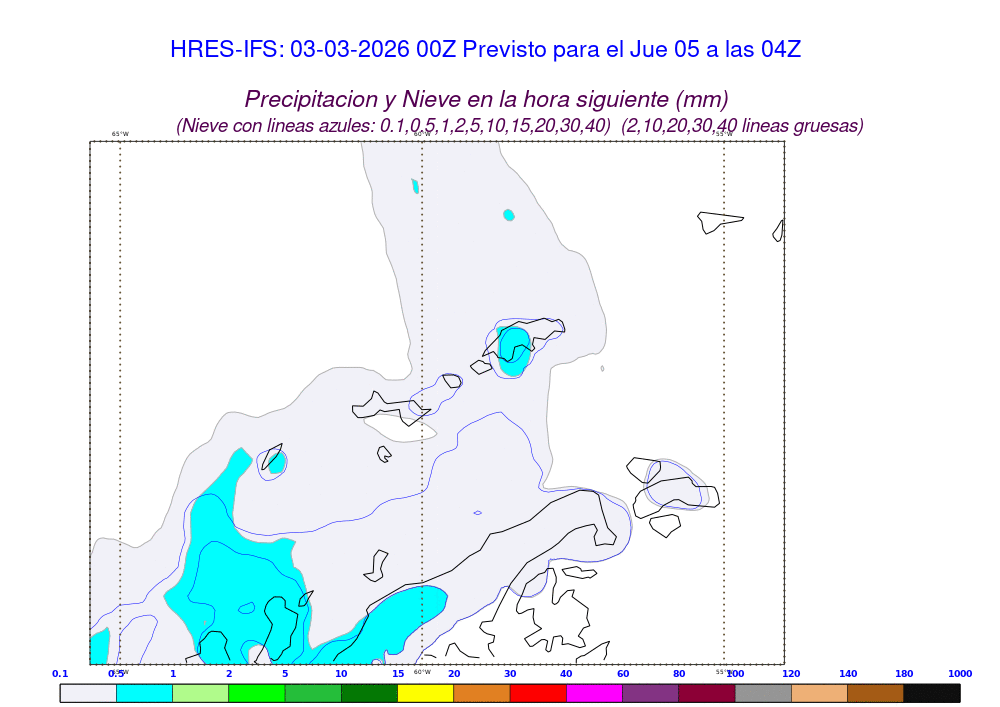 HRES-IFS: 03-03-2026 00Z Previsto para el Jue 05 a las 04Z
Precipitacion y Nieve en la hora siguiente (mm)
(Nieve con lineas azules: 0.1,0.5,1,2,5,10,15,20,30,40)  (2,10,20,30,40 lineas gruesas)
65°W 60°W 55°W
65°W 60°W 55°W
0.1 0.5 1 2 5 10 15 20 30 40 60 80 100 120 140 180 1000